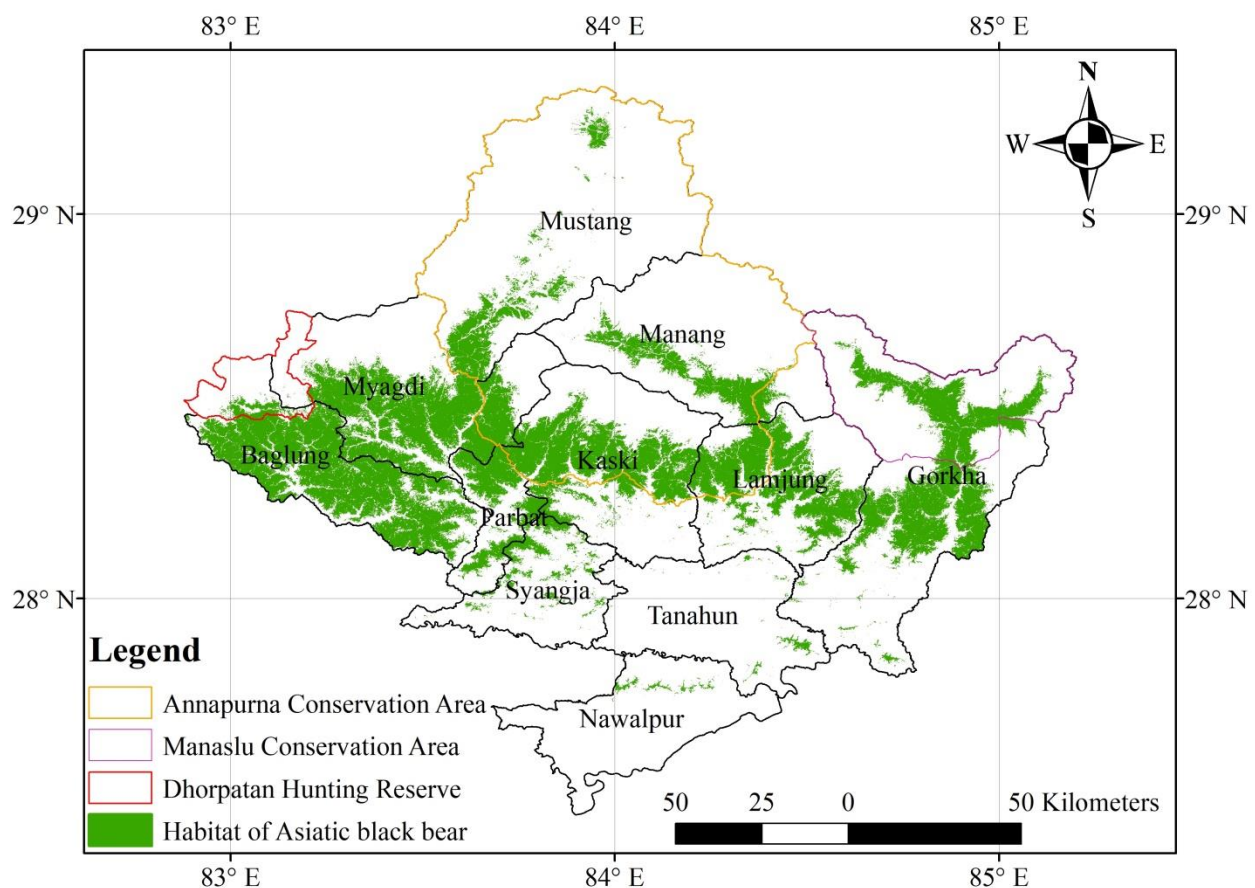 83° E 84° E 85° E
N
W E
S
29° N 29° N
Mustang
Manang
Myagdi
Baglung Kaski Lamjung Gorkha
Parbat
Syangja
28° N 28° N
Tanahun
Nawalpur
Legend
Annapurna Conservation Area
Manaslu Conservation Area
Dhorpatan Hunting Reserve
Habitat of Asiatic black bear
50 25 0 50 Kilometers
83° E 84° E 85° E